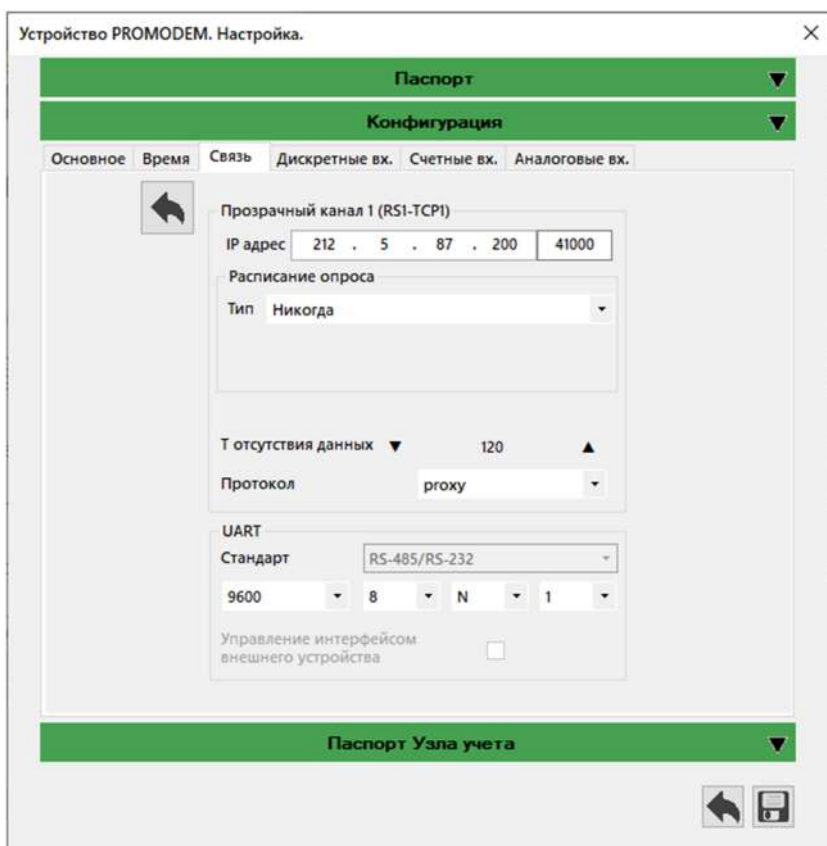 Устройство PROMODEM. Настройка.
Паспорт
Конфигурация
Основное Время Связь Дискретные вх. Счетные вх. Аналоговые вх.
Прозрачный канал 1 (RS1-TCP1)
IP адрес 212 . 5 . 87 . 200 41000
Расписание опроса
Тип Никогда
Т отсутствия данных 120
Протокол proxy
UART
Стандарт RS-485/RS-232
9600 8 N 1
Управление интерфейсом
внешнего устройства
Паспорт Узла учета